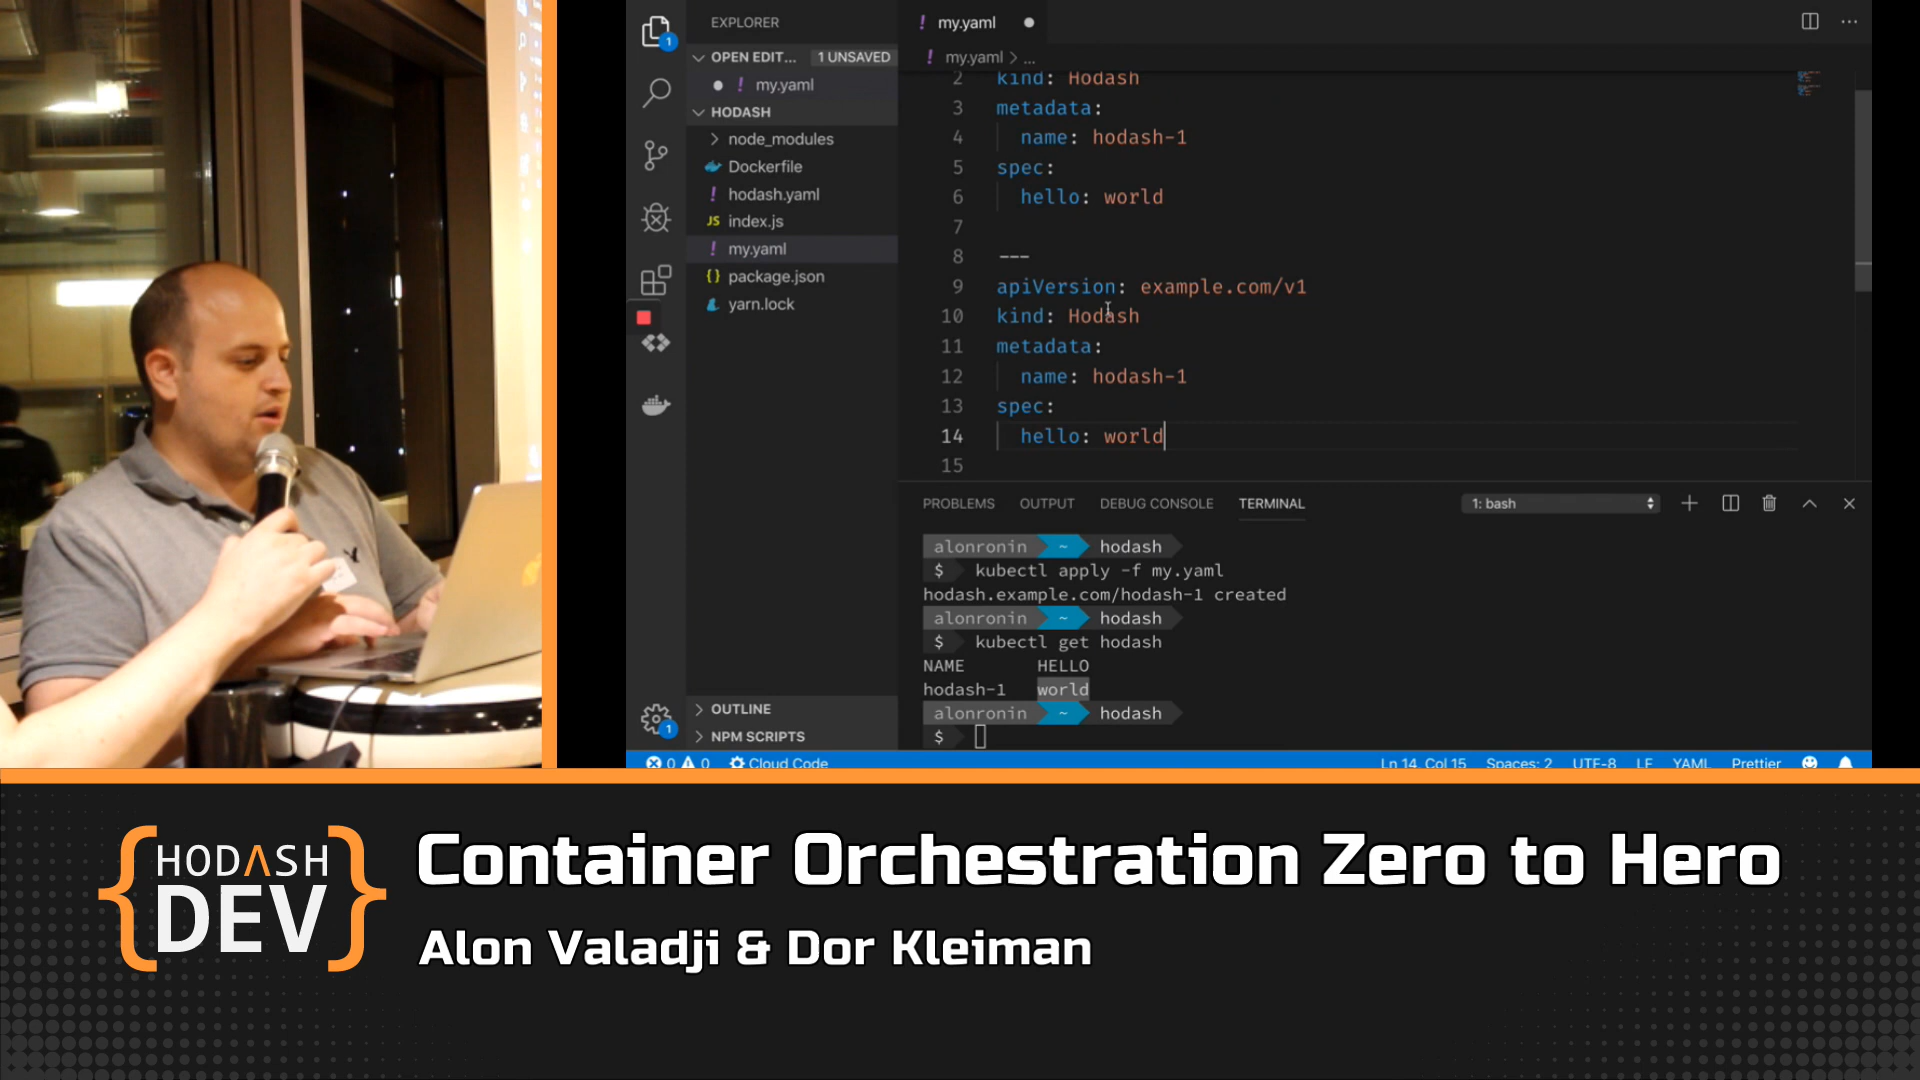 EXPLORER
OPEN EDIT... 1 UNSAVED
my.yaml
HODASH
node_modules
Dockerfile
hodash.yaml
JS index.js
my.yaml
{} package.json
yarn.lock
OUTLINE
NPM SCRIPTS
1
1
! my.yaml
! my.yaml > ...
2 kind: Hodash
3 metadata:
4 name: hodash-1
5 spec:
6 hello: world
7
8 ---
9 apiVersion: example.com/v1
10 kind: Hodash
11 metadata:
12 name: hodash-1
13 spec:
14 hello: world
15
PROBLEMS OUTPUT DEBUG CONSOLE TERMINAL 1: bash
alonronin ~ hodash
$ kubectl apply -f my.yaml
hodash.example.com/hodash-1 created
alonronin ~ hodash
$ kubectl get hodash
NAME HELLO
hodash-1 world
alonronin ~ hodash
$
0 0 Cloud Code Ln 14, Col 15 Spaces: 2 UTF-8 LF YAML Prettier
{HODASH
DEV}
Container Orchestration Zero to Hero
Alon Valadji & Dor Kleiman